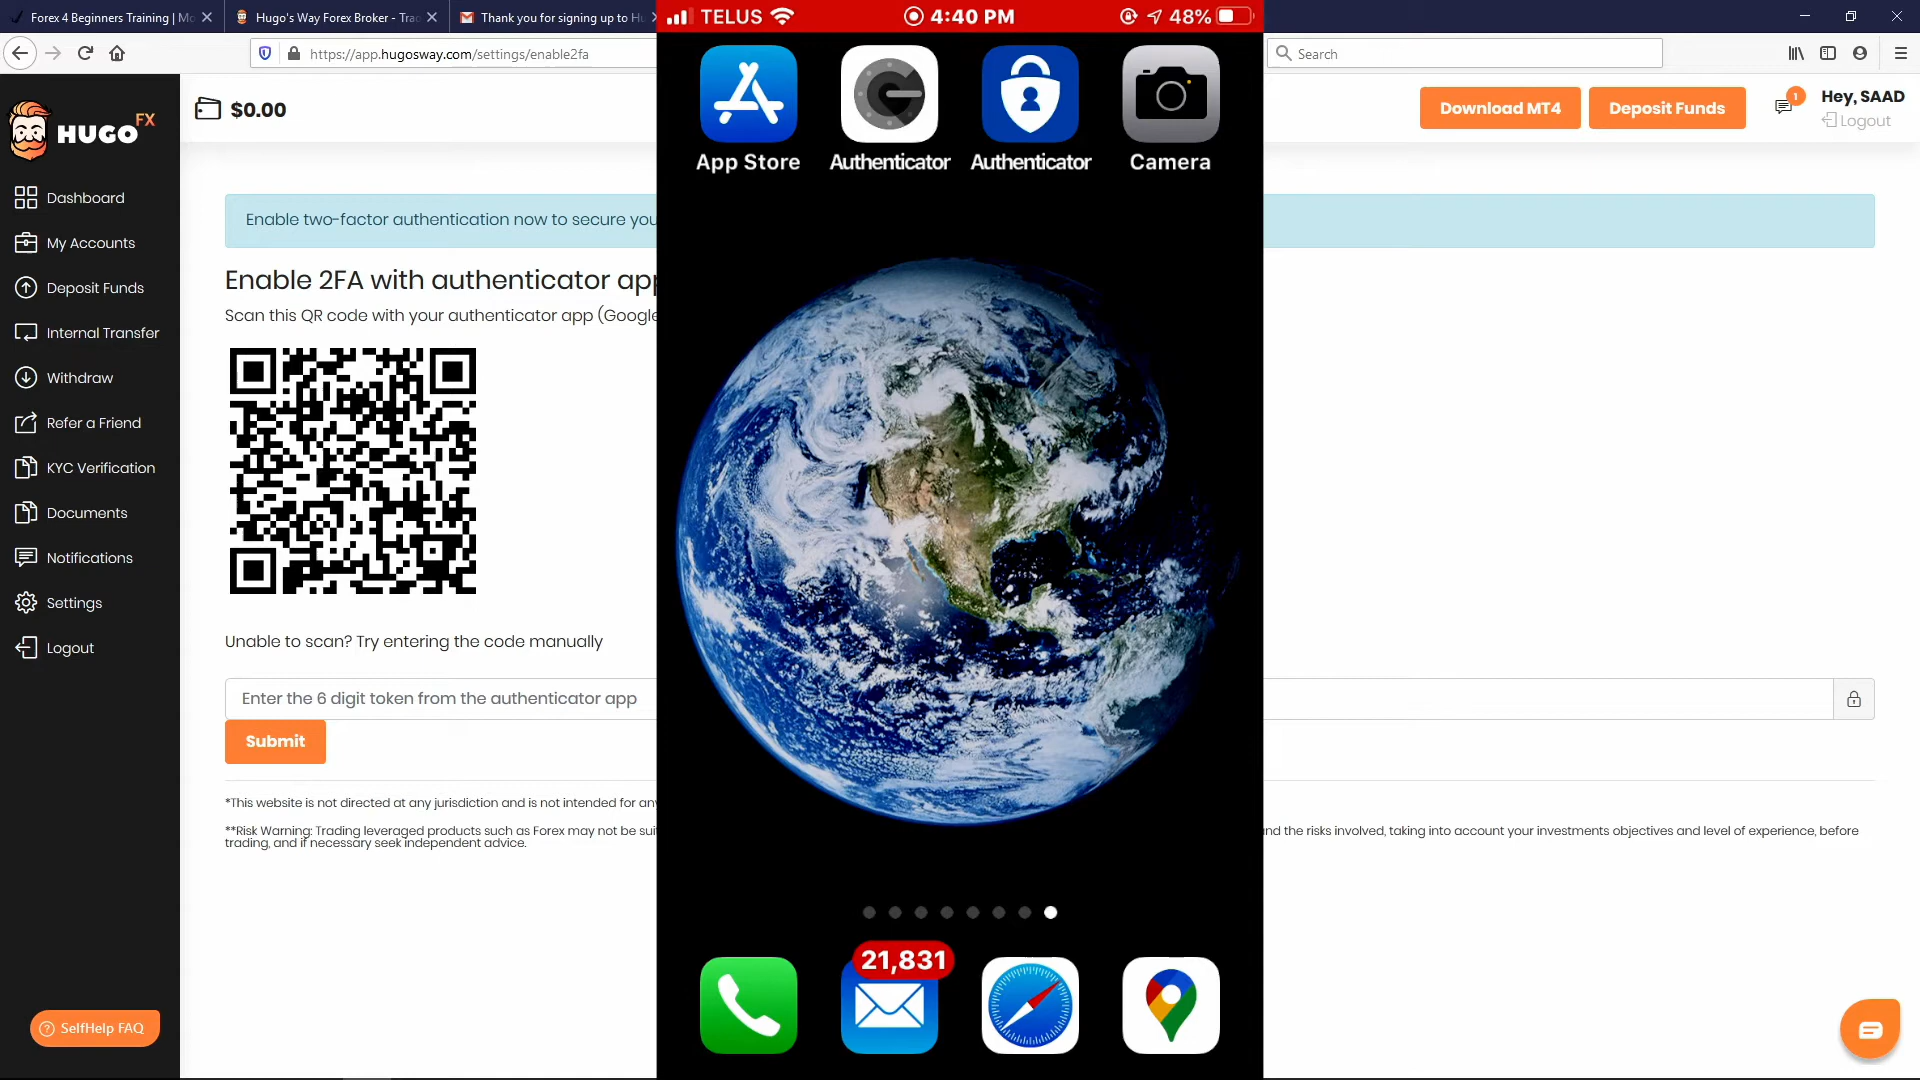 Forex 4 Beginners Training | Mo
Hugo's Way Forex Broker - Trad
Thank you for signing up to Hu
https://app.hugosway.com/settings/enable2fa
Search
TELUS
4:40 PM
48%
App Store
Authenticator
Authenticator
Camera
HUGO FX
$0.00
Download MT4
Deposit Funds
1
Hey, SAAD
Logout
Dashboard
My Accounts
Deposit Funds
Internal Transfer
Withdraw
Refer a Friend
KYC Verification
Documents
Notifications
Settings
Logout
Enable two-factor authentication now to secure you
Enable 2FA with authenticator app
Scan this QR code with your authenticator app (Google
Unable to scan? Try entering the code manually
Enter the 6 digit token from the authenticator app
Submit
*This website is not directed at any jurisdiction and is not intended for any
**Risk Warning: Trading leveraged products such as Forex may not be sui
nd the risks involved, taking into account your investments objectives and level of experience, before
trading, and if necessary seek independent advice.
21,831
SelfHelp FAQ